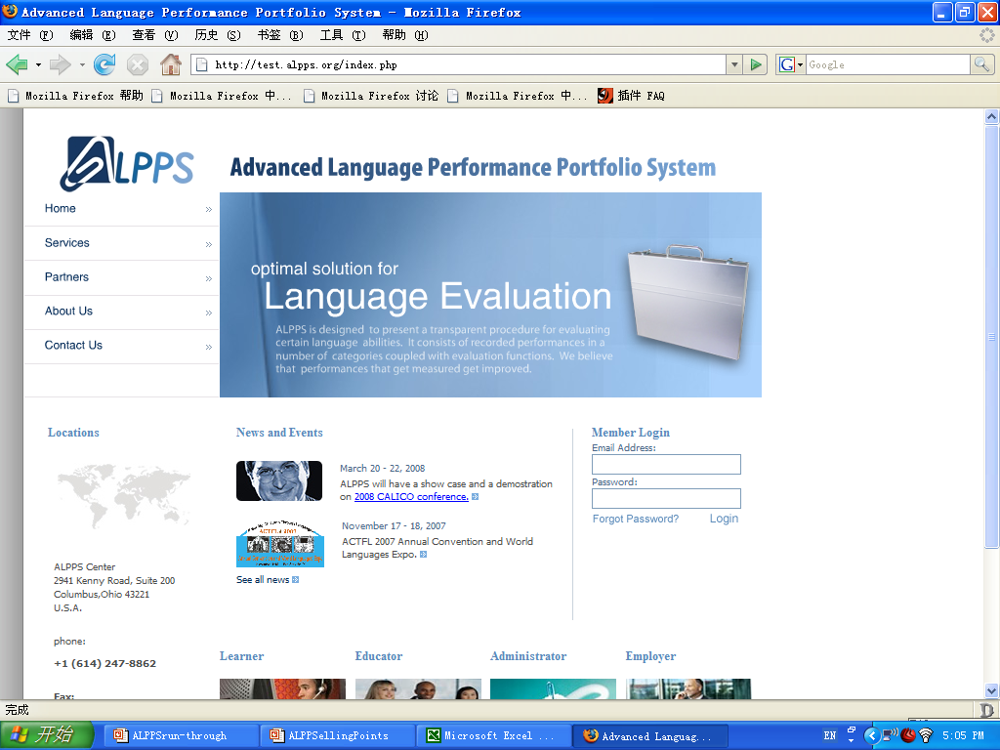 Advanced Language Performance Portfolio System - Mozilla Firefox
文件 (F) 编辑 (E) 查看 (V) 历史 (S) 书签 (B) 工具 (T) 帮助 (H)
http://test.alpps.org/index.php
G Google
Mozilla Firefox 帮助 Mozilla Firefox 中... Mozilla Firefox 讨论 Mozilla Firefox 中... 插件 FAQ
ALPPS
Advanced Language Performance Portfolio System
Home »
Services »
Partners »
About Us »
Contact Us »
optimal solution for
Language Evaluation
ALPPS is designed to present a transparent procedure for evaluating
certain language abilities. It consists of recorded performances in a
number of categories coupled with evaluation functions. We believe
that performances that get measured get improved.
Locations
ALPPS Center
2941 Kenny Road, Suite 200
Columbus,Ohio 43221
U.S.A.
phone:
+1 (614) 247-8862
Fax:
News and Events
March 20 - 22, 2008
ALPPS will have a show case and a demostration
on 2008 CALICO conference.
ACTFL 2007
November 17 - 18, 2007
ACTFL 2007 Annual Convention and World
Languages Expo.
See all news
Member Login
Email Address:
Password:
Forgot Password? Login
Learner Educator Administrator Employer
完成
开始 ALPPSrun-through ALPPSSellingPoints Microsoft Excel ... Advanced Languag... EN 5:05 PM